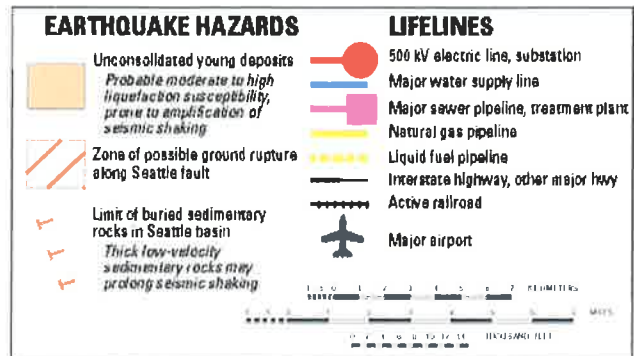 EARTHQUAKE HAZARDS
Unconsolidated young deposits
Probable moderate to high
liquefaction susceptibility,
prone to amplification of
seismic shaking
Zone of possible ground rupture
along Seattle fault
Limit of buried sedimentary
rocks in Seattle basin
Thick low-velocity
sedimentary rocks may
prolong seismic shaking
LIFELINES
500 kV electric line, substation
Major water supply line
Major sewer pipeline, treatment plant
Natural gas pipeline
Liquid fuel pipeline
Interstate highway, other major hwy
Active railroad
Major airport
KILOMETERS
MILES
THOUSAND FEET